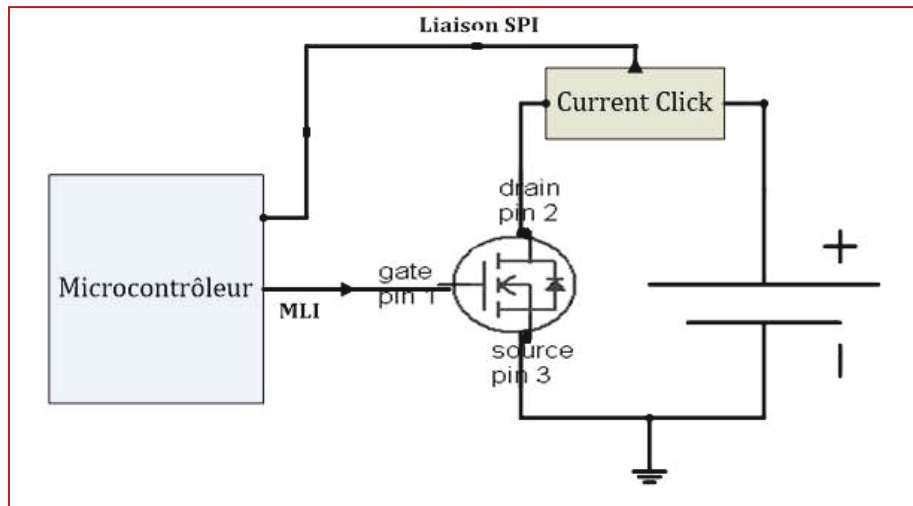 Liaison SPI
Current Click
drain
pin 2
Microcontrôleur
gate
pin 1
MLI
source
pin 3
+
−